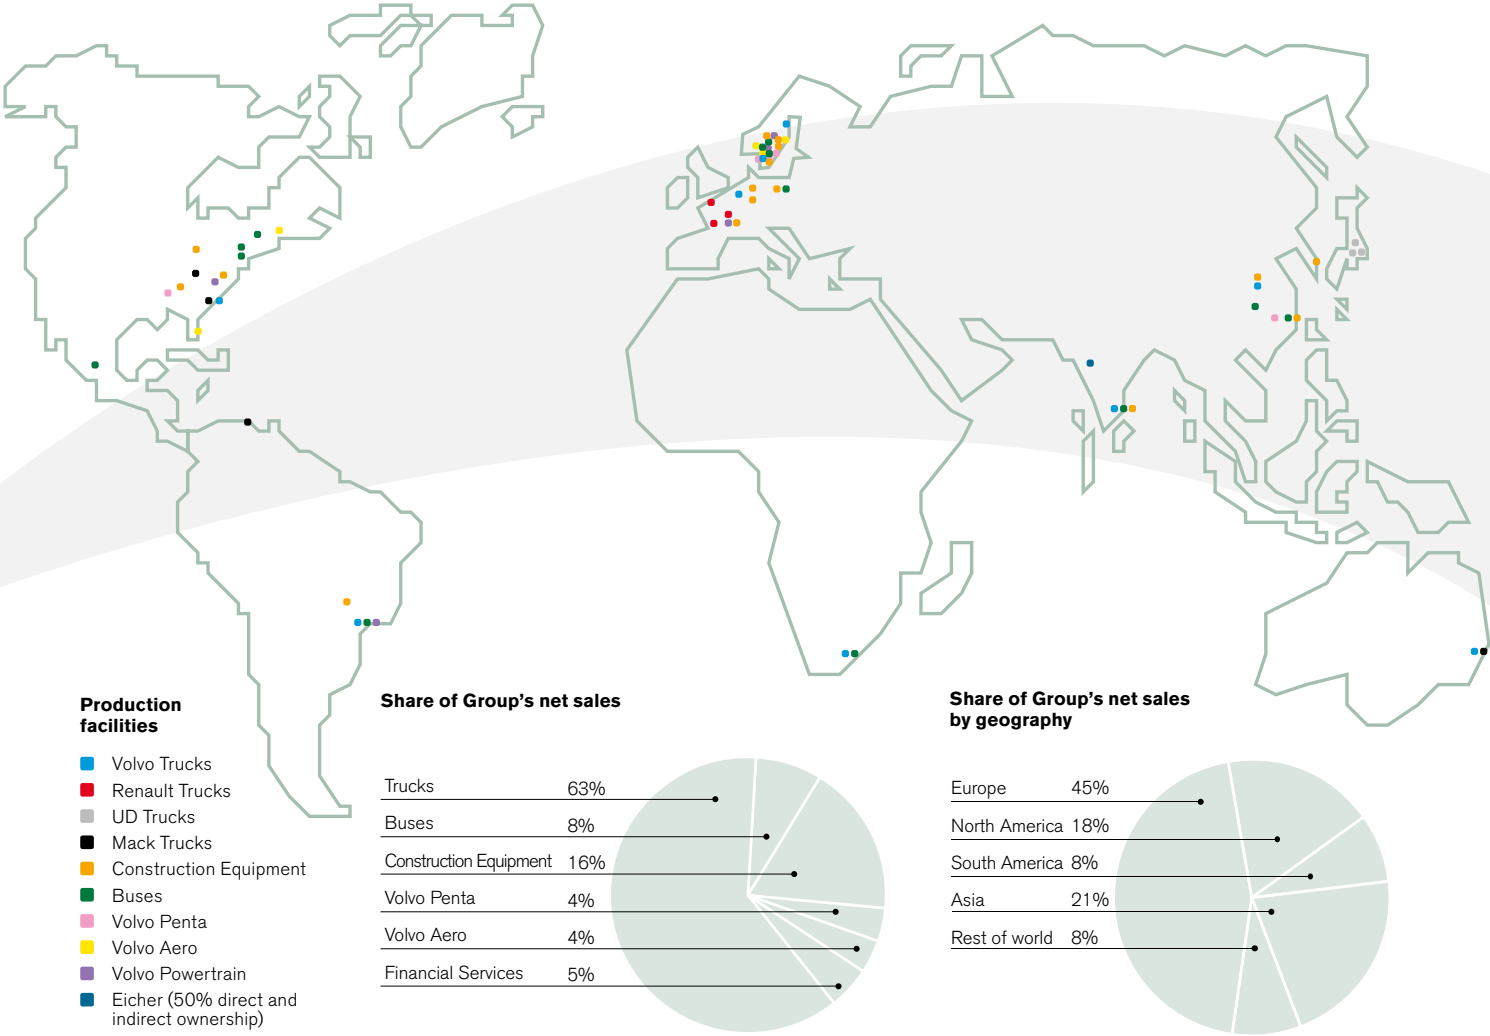 Production
facilities
Volvo Trucks
Renault Trucks
UD Trucks
Mack Trucks
Construction Equipment
Buses
Volvo Penta
Volvo Aero
Volvo Powertrain
Eicher (50% direct and
indirect ownership)
Share of Group’s net sales
Trucks 63%
Buses 8%
Construction Equipment 16%
Volvo Penta 4%
Volvo Aero 4%
Financial Services 5%
Share of Group’s net sales
by geography
Europe 45%
North America 18%
South America 8%
Asia 21%
Rest of world 8%